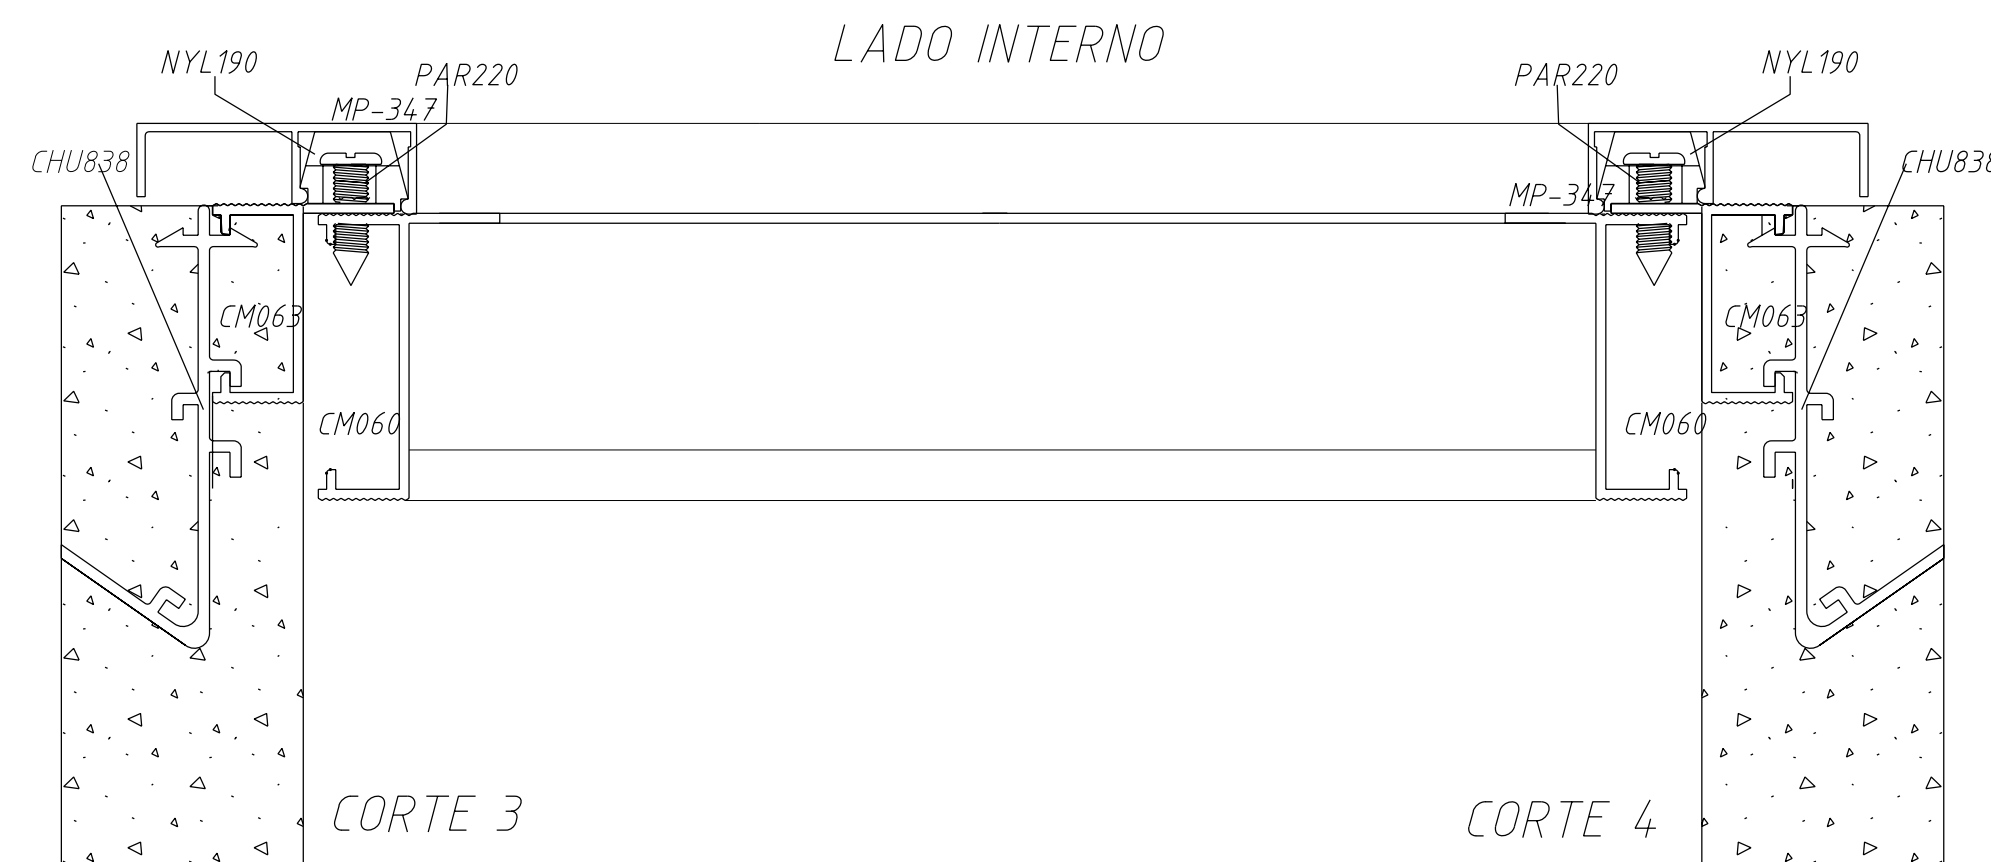 LADO INTERNO
NYL190
PAR220
MP-347
CHU838
PAR220
NYL190
CHU838
MP-347
CM063
CM063
CM060
CM060
CORTE 3
CORTE 4